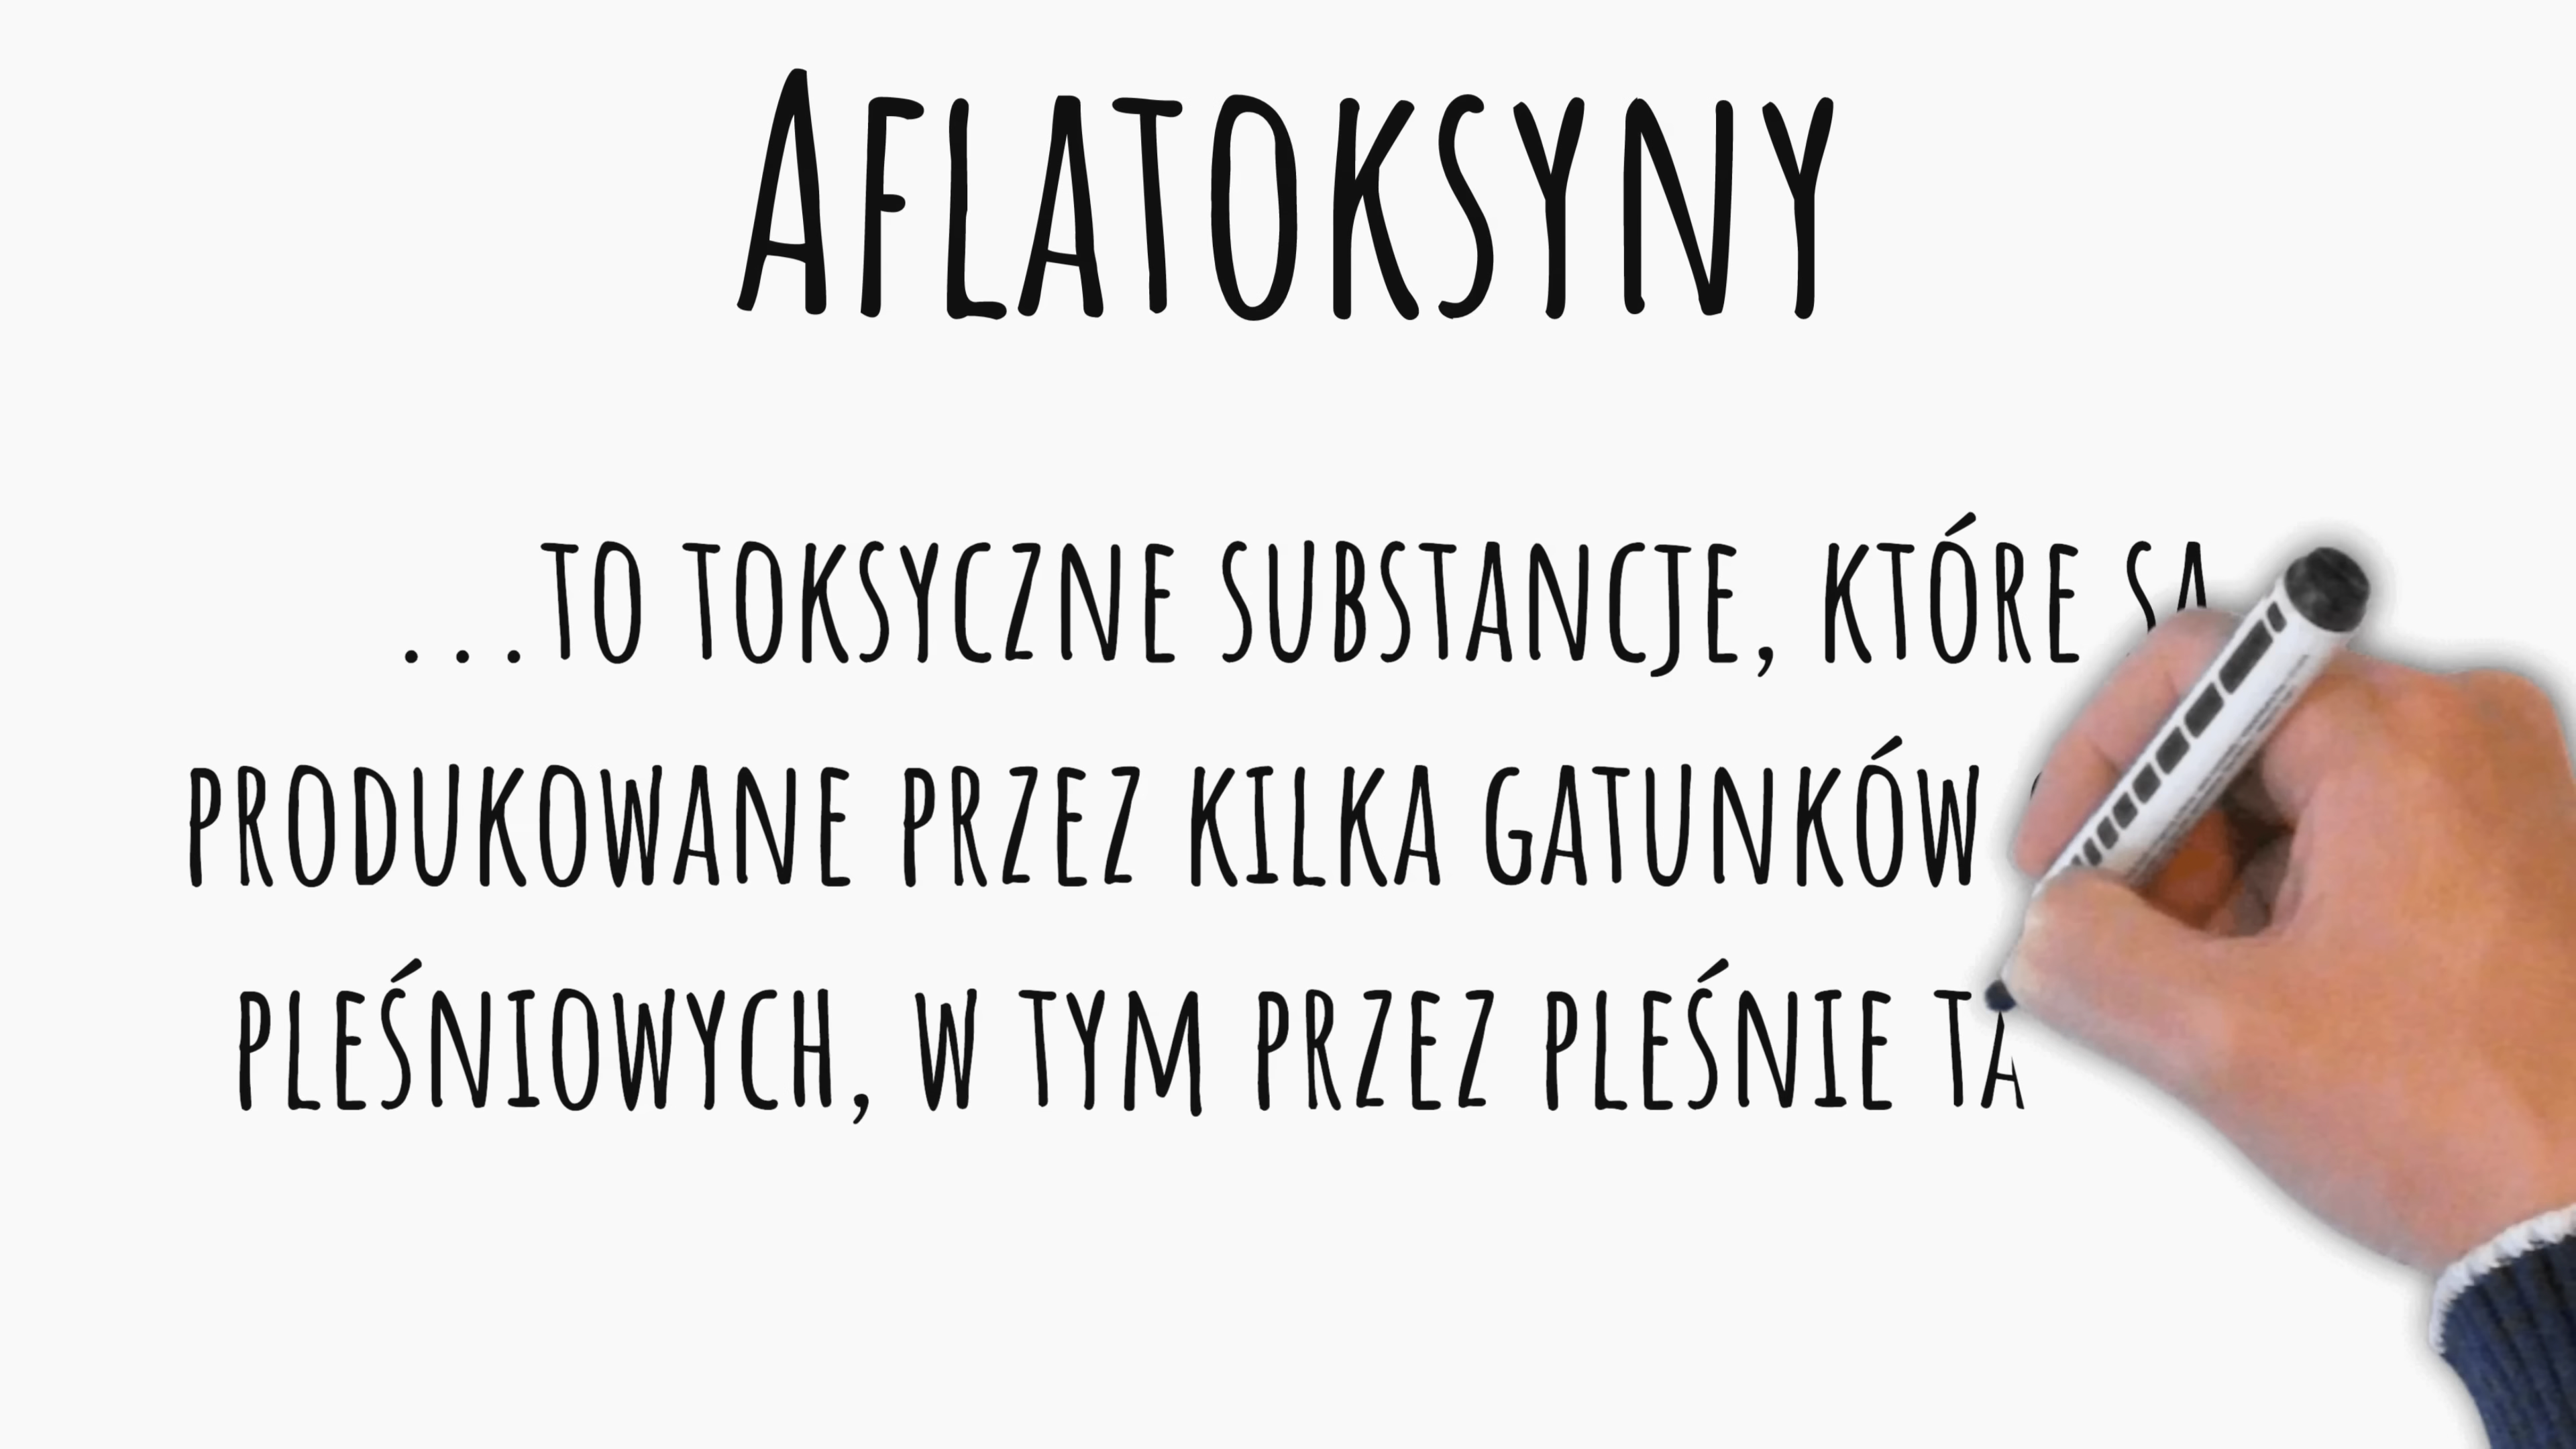 Aflatoksyny
...to toksyczne substancje, które są
produkowane przez kilka gatunków
pleśniowych, w tym przez pleśnie ta